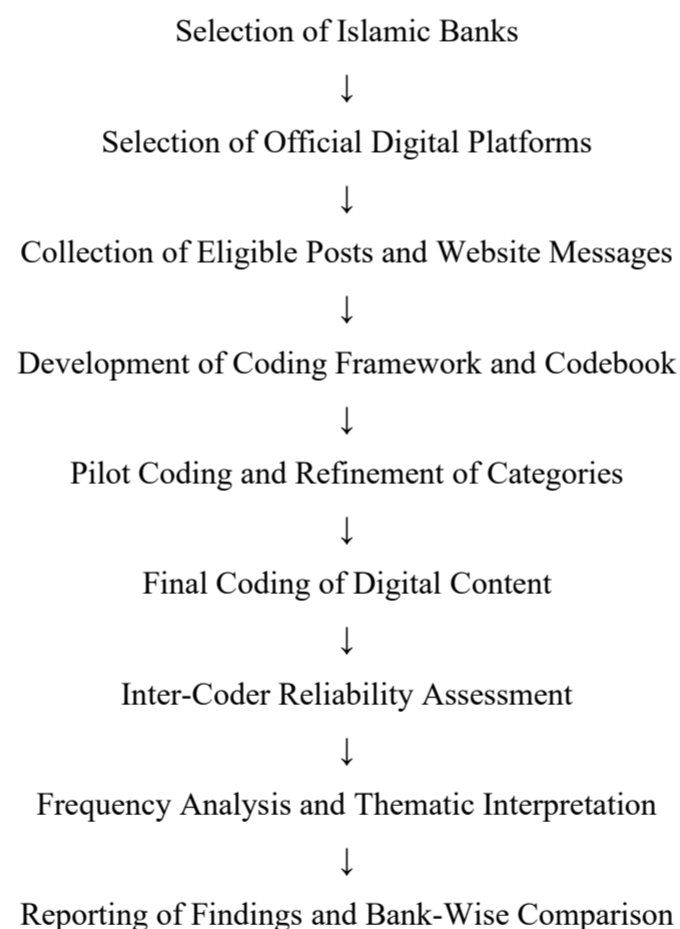 Selection of Islamic Banks
↓
Selection of Official Digital Platforms
↓
Collection of Eligible Posts and Website Messages
↓
Development of Coding Framework and Codebook
↓
Pilot Coding and Refinement of Categories
↓
Final Coding of Digital Content
↓
Inter-Coder Reliability Assessment
↓
Frequency Analysis and Thematic Interpretation
↓
Reporting of Findings and Bank-Wise Comparison